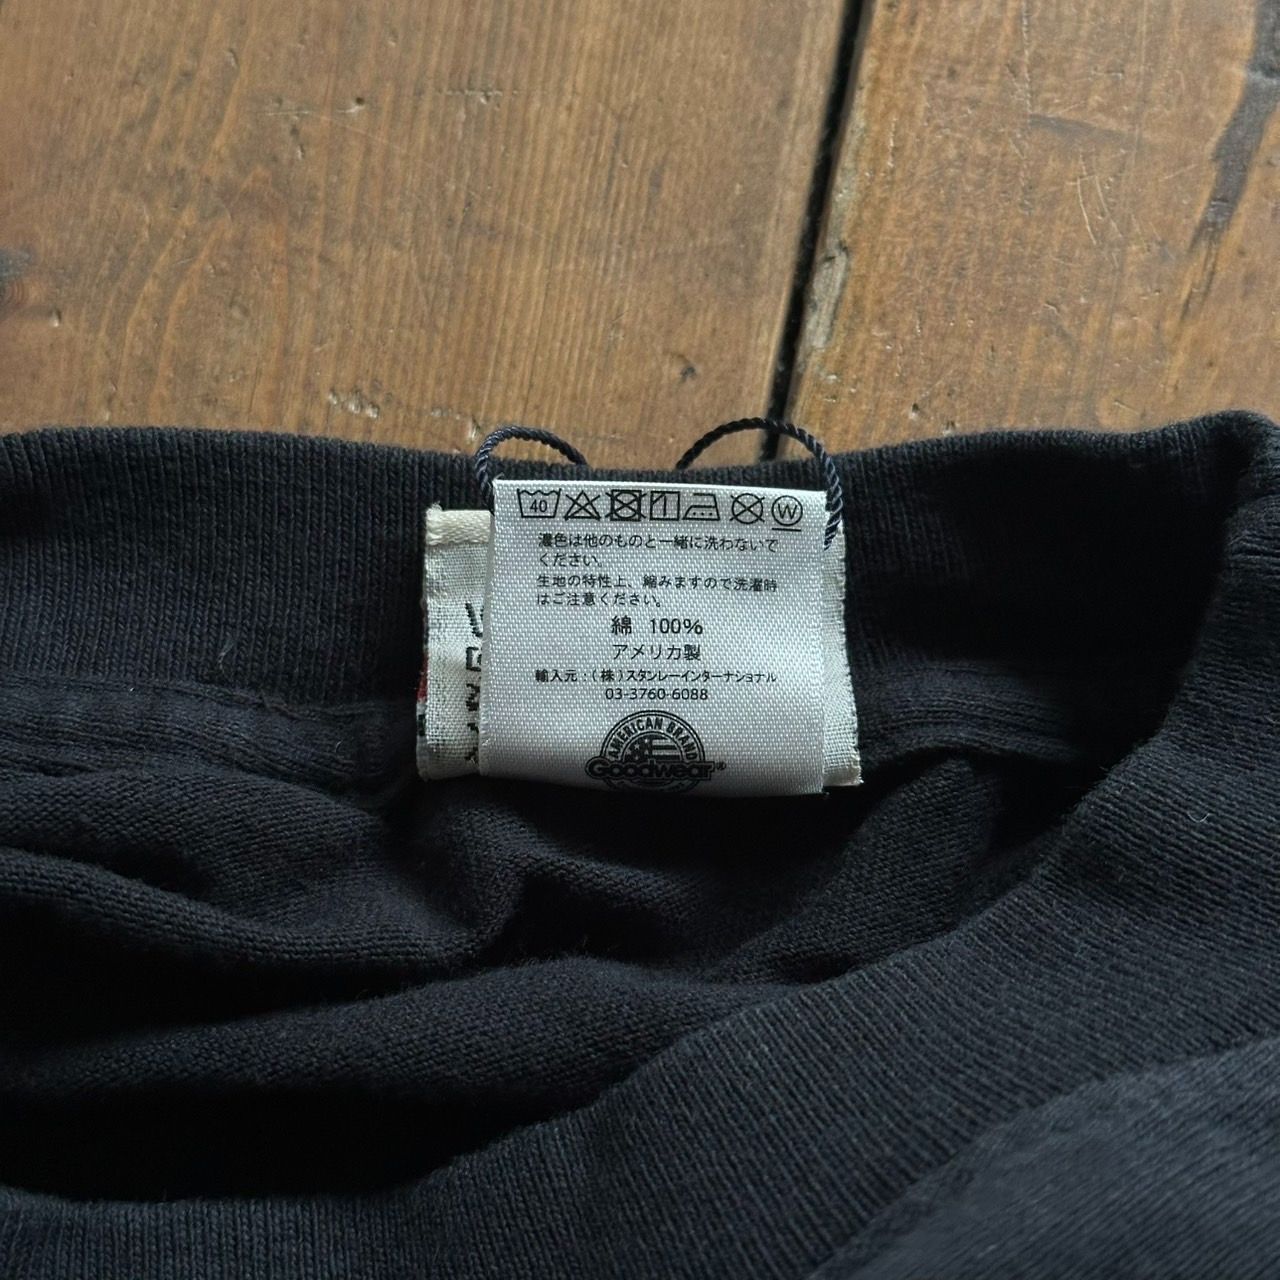 40
W
濃色は他のものと一緒に洗わないで
ください。
生地の特性上、縮みますので洗濯時
はご注意ください。
綿 100%
アメリカ製
輸入元：（株）スタンレーインターナショナル
03-3760-6088
AMERICAN BRAND
Goodwear®